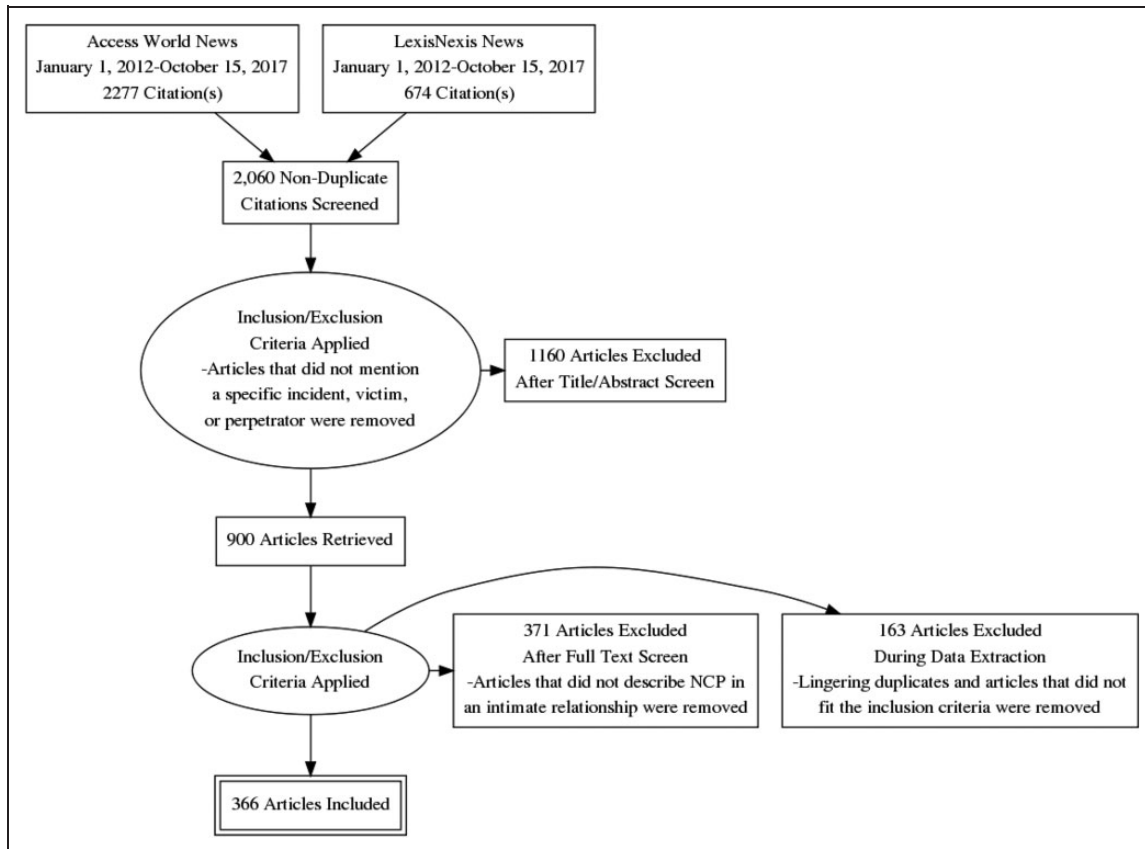 Access World News
January 1, 2012-October 15, 2017
2277 Citation(s)
LexisNexis News
January 1, 2012-October 15, 2017
674 Citation(s)
2,060 Non-Duplicate
Citations Screened
Inclusion/Exclusion
Criteria Applied
-Articles that did not mention
a specific incident, victim,
or perpetrator were removed
1160 Articles Excluded
After Title/Abstract Screen
900 Articles Retrieved
Inclusion/Exclusion
Criteria Applied
371 Articles Excluded
After Full Text Screen
-Articles that did not describe NCP in
an intimate relationship were removed
163 Articles Excluded
During Data Extraction
-Lingering duplicates and articles that did not
fit the inclusion criteria were removed
366 Articles Included